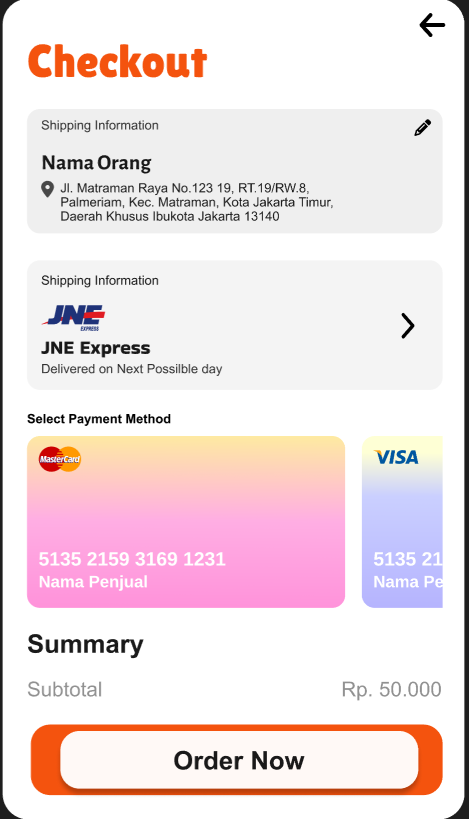 Checkout
Shipping Information
Nama Orang
Jl. Matraman Raya No.123 19, RT.19/RW.8,
Palmeriam, Kec. Matraman, Kota Jakarta Timur,
Daerah Khusus Ibukota Jakarta 13140
Shipping Information
JNE
EXPRESS
JNE Express
Delivered on Next Possilble day
Select Payment Method
MasterCard
5135 2159 3169 1231
Nama Penjual
VISA
5135 21
Nama Pe
Summary
Subtotal Rp. 50.000
Order Now